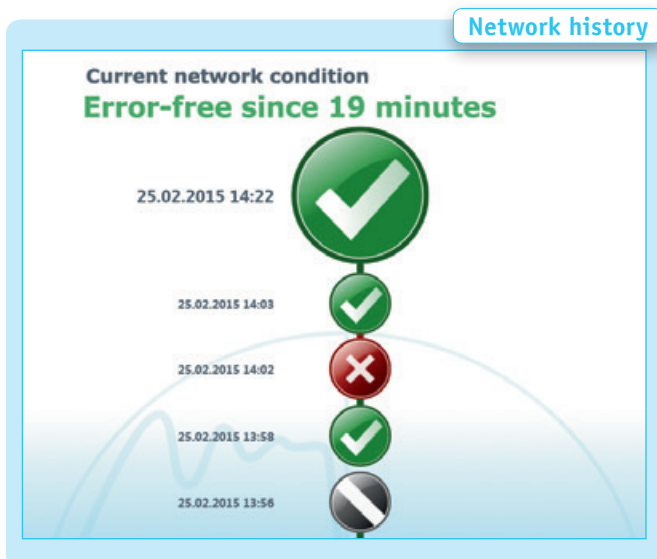 Network history
Current network condition
Error-free since 19 minutes
25.02.2015 14:22
25.02.2015 14:03
25.02.2015 14:02
25.02.2015 13:58
25.02.2015 13:56